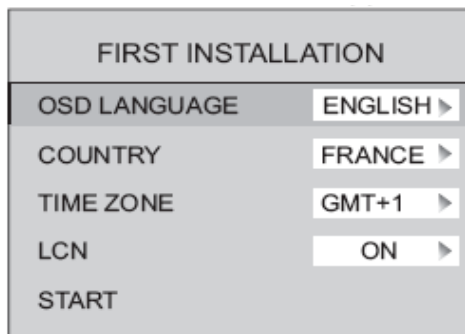 FIRST INSTALLATION
OSD LANGUAGE ENGLISH
COUNTRY FRANCE
TIME ZONE GMT+1
LCN ON
START